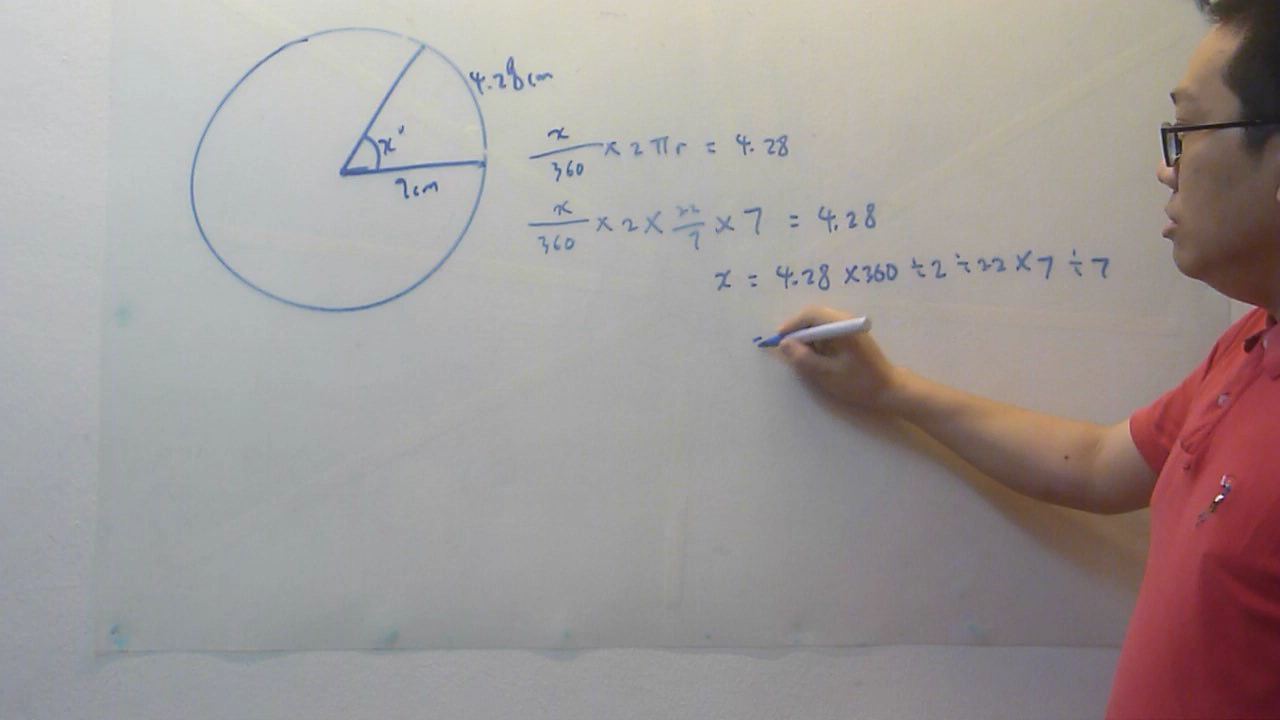 4.28cm
x°
7cm
x/360 × 2πr = 4.28
x/360 × 2 × 22/7 × 7 = 4.28
x = 4.28 × 360 ÷ 2 ÷ 22 × 7 ÷ 7
=